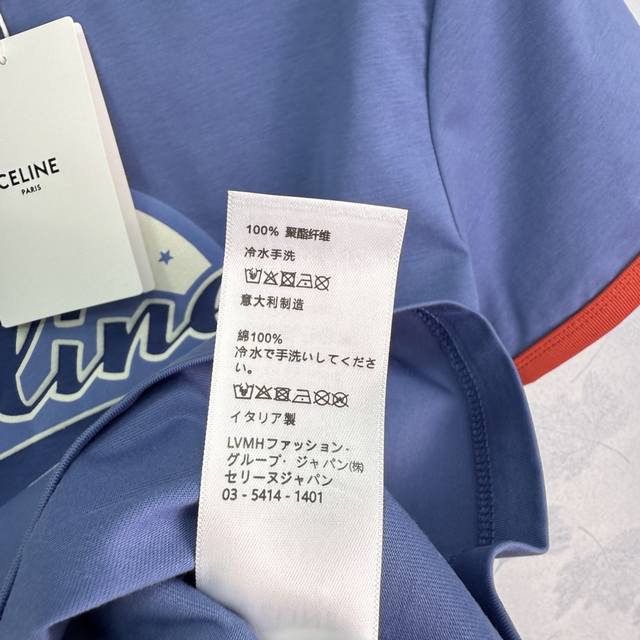 CELINE
PARIS
100% 聚酯纤维
冷水手洗
意大利制造
綿100%
冷水で手洗いしてくださ
い。
イタリア製
LVMHファッション・
グループ・ジャパン(株)
セリーヌジャパン
03 - 5414 - 1401